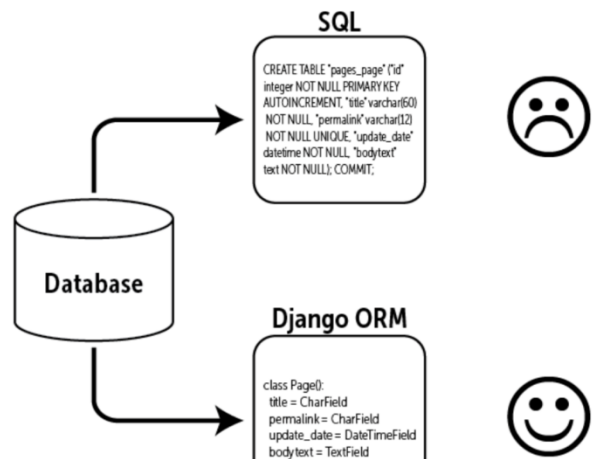 SQL
CREATE TABLE "pages_page" ("id"
integer NOT NULL PRIMARY KEY
AUTOINCREMENT, "title" varchar(60)
NOT NULL, "permalink" varchar(12)
NOT NULL UNIQUE, "update_date"
datetime NOT NULL, "bodytext"
text NOT NULL); COMMIT;
Database
Django ORM
class Page():
title = CharField
permalink = CharField
update_date = DateTimeField
bodytext = TextField